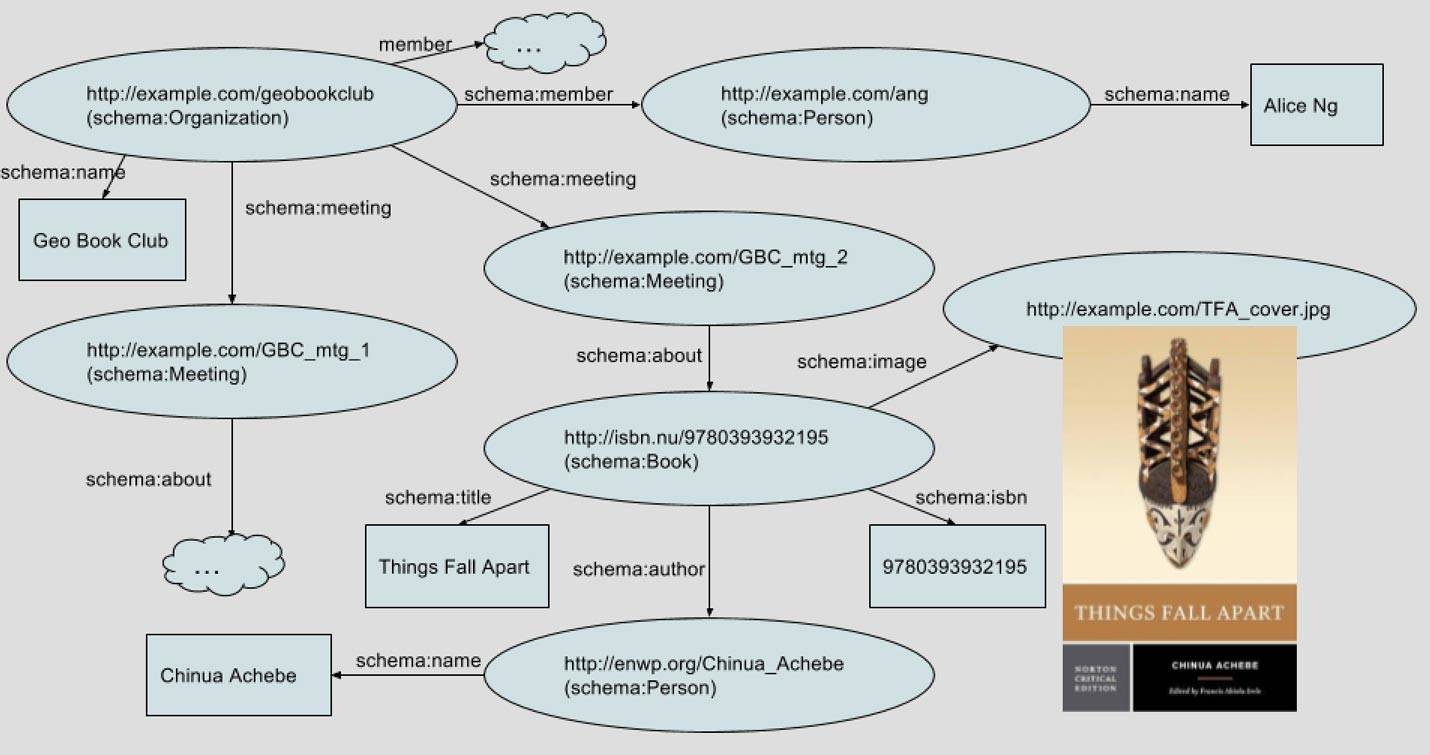 member
...
http://example.com/geobookclub
(schema:Organization)
schema:member
http://example.com/ang
(schema:Person)
schema:name
Alice Ng
schema:name
Geo Book Club
schema:meeting
schema:meeting
http://example.com/GBC_mtg_2
(schema:Meeting)
http://example.com/TFA_cover.jpg
http://example.com/GBC_mtg_1
(schema:Meeting)
schema:about
schema:image
http://isbn.nu/9780393932195
(schema:Book)
schema:about
schema:title
schema:isbn
...
Things Fall Apart
schema:author
9780393932195
THINGS FALL APART
NORTON
CRITICAL
EDITION
CHINUA ACHEBE
Edited by Francis Abiola Irele
Chinua Achebe
schema:name
http://enwp.org/Chinua_Achebe
(schema:Person)